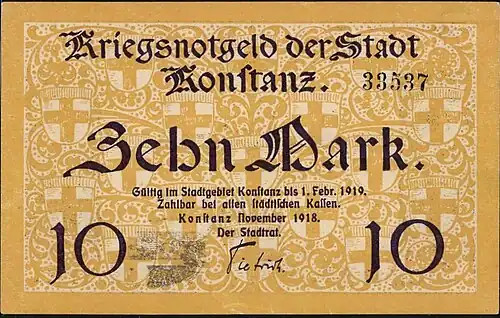 Kriegsnotgeld der Stadt
Konstanz. 33537
Zehn Mark.
Gültig im Stadtgebiet Konstanz bis 1. Febr. 1919.
Zahlbar bei allen städtischen Kassen.
Konstanz November 1918.
Der Stadtrat.
10 10
Dietrich.